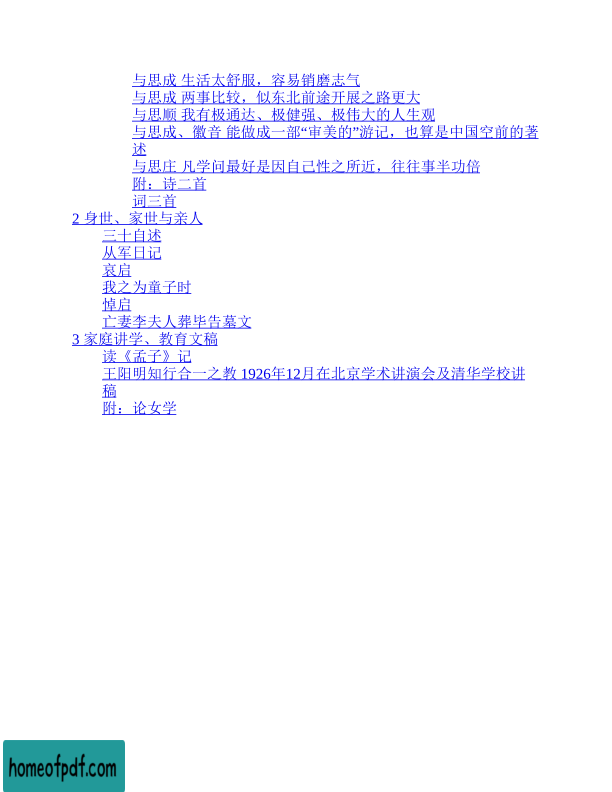 与思成 生活太舒服，容易销磨志气
与思成 两事比较，似东北前途开展之路更大
与思顺 我有极通达、极健强、极伟大的人生观
与思成、徽音 能做成一部“审美的”游记，也算是中国空前的著
述
与思庄 凡学问最好是因自己性之所近，往往事半功倍
附：诗二首
词三首
2 身世、家世与亲人
三十自述
从军日记
哀启
我之为童子时
悼启
亡妻李夫人葬毕告墓文
3 家庭讲学、教育文稿
读《孟子》记
王阳明知行合一之教 1926年12月在北京学术讲演会及清华学校讲
稿
附：论女学
homeofpdf.com